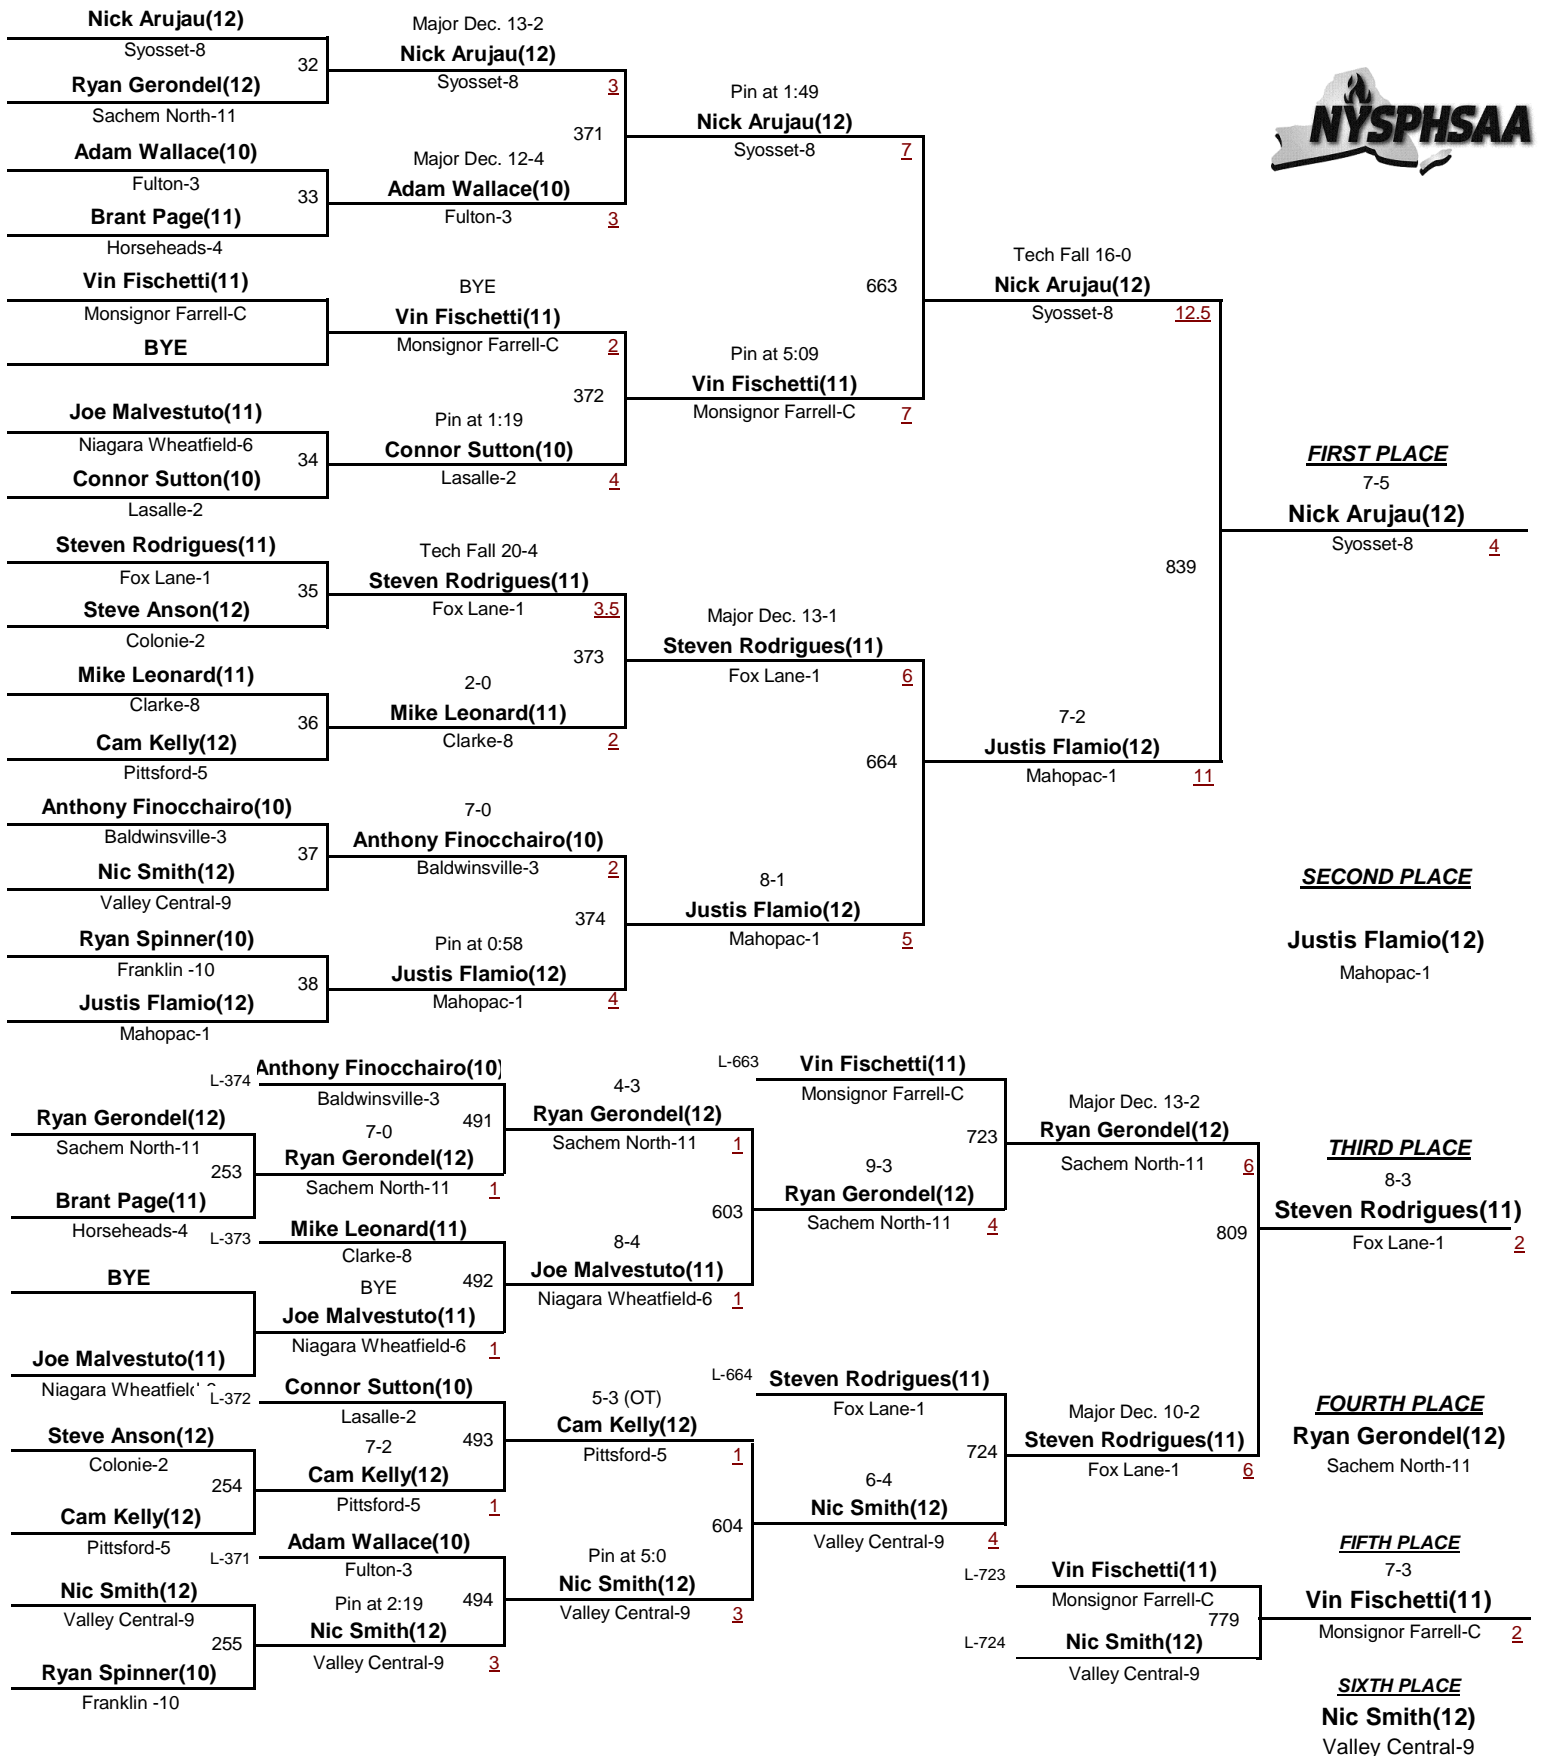 Nick Arujau(12)
Syosset-8
32
Ryan Gerondel(12)
Sachem North-11
Adam Wallace(10)
Fulton-3
33
Brant Page(11)
Horseheads-4
Vin Fischetti(11)
Monsignor Farrell-C
BYE
Joe Malvestuto(11)
Niagara Wheatfield-6
34
Connor Sutton(10)
Lasalle-2
Steven Rodrigues(11)
Fox Lane-1
35
Steve Anson(12)
Colonie-2
Mike Leonard(11)
Clarke-8
36
Cam Kelly(12)
Pittsford-5
Anthony Finocchairo(10)
Baldwinsville-3
37
Nic Smith(12)
Valley Central-9
Ryan Spinner(10)
Franklin -10
38
Justis Flamio(12)
Mahopac-1
Major Dec. 13-2
Nick Arujau(12)
Syosset-8
3
371
Major Dec. 12-4
Adam Wallace(10)
Fulton-3
3
BYE
Vin Fischetti(11)
Monsignor Farrell-C
2
372
Pin at 1:19
Connor Sutton(10)
Lasalle-2
4
Tech Fall 20-4
Steven Rodrigues(11)
Fox Lane-1
3.5
373
2-0
Mike Leonard(11)
Clarke-8
2
7-0
Anthony Finocchairo(10)
Baldwinsville-3
2
374
Pin at 0:58
Justis Flamio(12)
Mahopac-1
4
Pin at 1:49
Nick Arujau(12)
Syosset-8
7
663
Pin at 5:09
Vin Fischetti(11)
Monsignor Farrell-C
7
Major Dec. 13-1
Steven Rodrigues(11)
Fox Lane-1
6
664
8-1
Justis Flamio(12)
Mahopac-1
5
Tech Fall 16-0
Nick Arujau(12)
Syosset-8
12.5
839
7-2
Justis Flamio(12)
Mahopac-1
11
NYSPHSAA
FIRST PLACE
7-5
Nick Arujau(12)
Syosset-8
4
SECOND PLACE
Justis Flamio(12)
Mahopac-1
Ryan Gerondel(12)
Sachem North-11
253
Brant Page(11)
Horseheads-4
BYE
Joe Malvestuto(11)
Niagara Wheatfield
Steve Anson(12)
Colonie-2
254
Cam Kelly(12)
Pittsford-5
Nic Smith(12)
Valley Central-9
255
Ryan Spinner(10)
Franklin -10
L-374
Anthony Finocchairo(10)
Baldwinsville-3
491
7-0
Ryan Gerondel(12)
Sachem North-11
1
L-373
Mike Leonard(11)
Clarke-8
492
BYE
Joe Malvestuto(11)
Niagara Wheatfield-6
1
L-372
Connor Sutton(10)
Lasalle-2
493
7-2
Cam Kelly(12)
Pittsford-5
1
L-371
Adam Wallace(10)
Fulton-3
494
Pin at 2:19
Nic Smith(12)
Valley Central-9
3
4-3
Ryan Gerondel(12)
Sachem North-11
1
603
8-4
Joe Malvestuto(11)
Niagara Wheatfield-6
1
5-3 (OT)
Cam Kelly(12)
Pittsford-5
1
604
Pin at 5:0
Nic Smith(12)
Valley Central-9
3
L-663
Vin Fischetti(11)
Monsignor Farrell-C
723
9-3
Ryan Gerondel(12)
Sachem North-11
4
L-664
Steven Rodrigues(11)
Fox Lane-1
724
6-4
Nic Smith(12)
Valley Central-9
4
Major Dec. 13-2
Ryan Gerondel(12)
Sachem North-11
6
809
Major Dec. 10-2
Steven Rodrigues(11)
Fox Lane-1
6
THIRD PLACE
8-3
Steven Rodrigues(11)
Fox Lane-1
2
FOURTH PLACE
Ryan Gerondel(12)
Sachem North-11
L-723
Vin Fischetti(11)
Monsignor Farrell-C
779
L-724
Nic Smith(12)
Valley Central-9
FIFTH PLACE
7-3
Vin Fischetti(11)
Monsignor Farrell-C
2
SIXTH PLACE
Nic Smith(12)
Valley Central-9